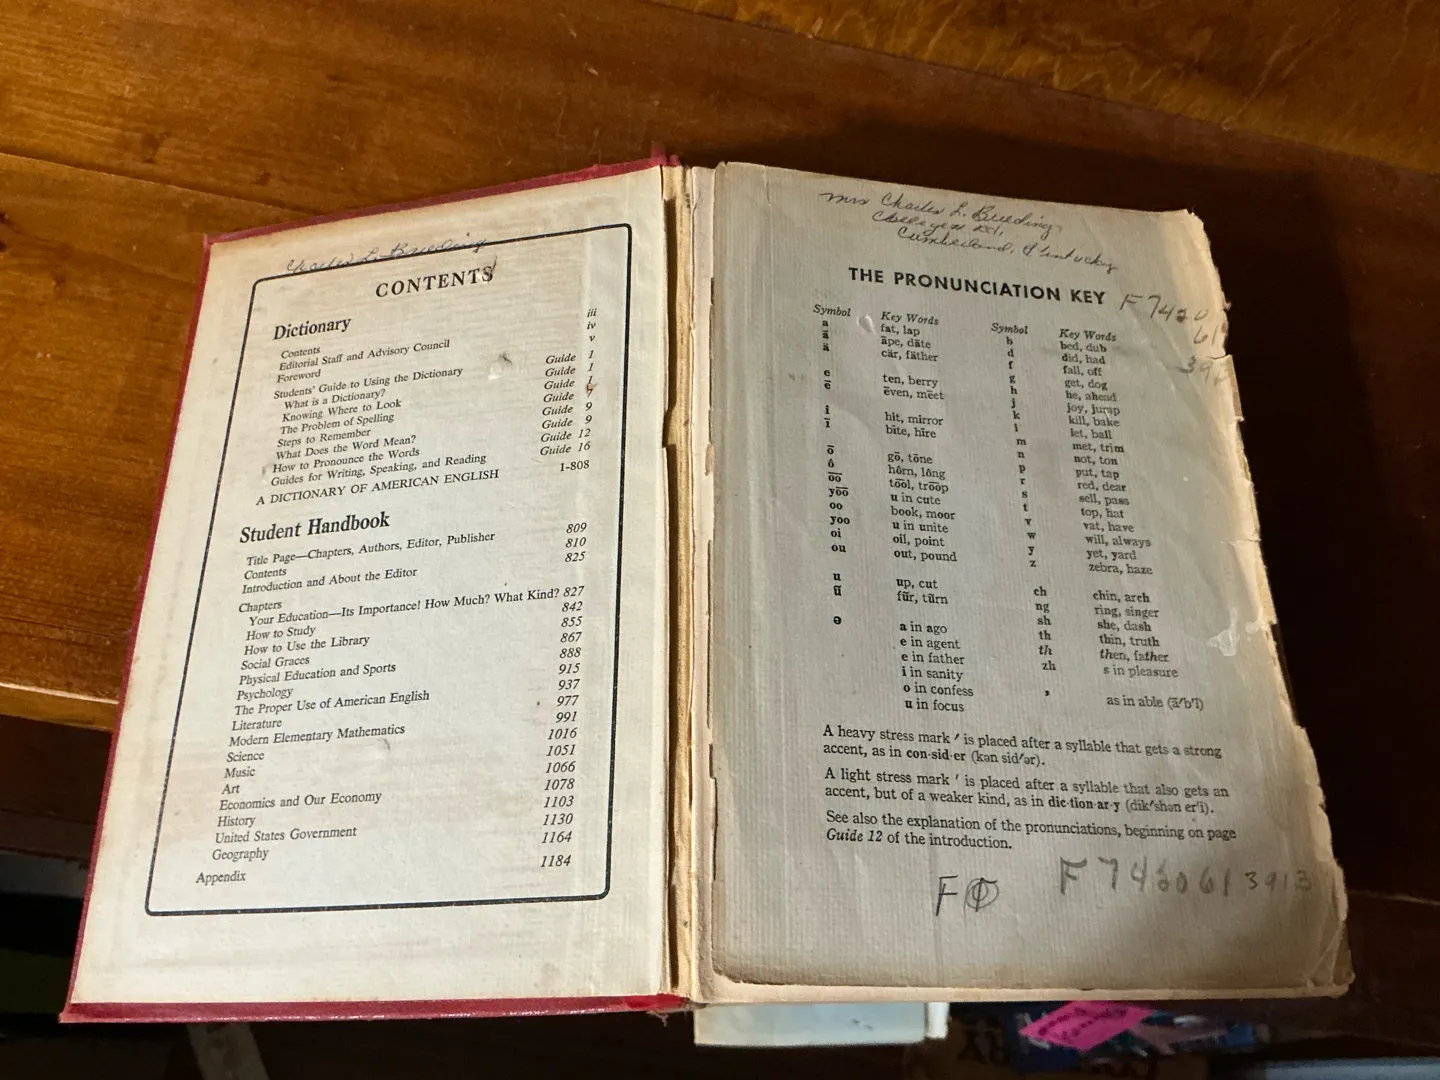 Charles L. Brueding
CONTENTS
Dictionary
Contents iii
Editorial Staff and Advisory Council iv
Foreword v
Students' Guide to Using the Dictionary Guide 1
What is a Dictionary? Guide 1
Knowing Where to Look Guide 1
The Problem of Spelling Guide 7
Steps to Remember Guide 9
What Does the Word Mean? Guide 9
How to Pronounce the Words Guide 12
Guides for Writing, Speaking, and Reading Guide 16
A DICTIONARY OF AMERICAN ENGLISH 1-808
Student Handbook
Title Page—Chapters, Authors, Editor, Publisher 809
Contents 810
Introduction and About the Editor 825
Chapters
Your Education—Its Importance! How Much? What Kind? 827
How to Study 842
How to Use the Library 855
Social Graces 867
Physical Education and Sports 888
Psychology 915
The Proper Use of American English 937
Literature 977
Modern Elementary Mathematics 991
Science 1016
Music 1051
Art 1066
Economics and Our Economy 1078
History 1103
United States Government 1130
Geography 1164
Appendix 1184
Mrs Charles L. Brueding
Cumberland, Kentucky
THE PRONUNCIATION KEY
F 7420
61
392
Symbol Key Words
a fat, lap
ā āpe, dāte
ä cär, fäther
e ten, berry
ē ēven, mēet
i hit, mirror
ī bīte, hīre
ō gō, tōne
ô hôrn, lông
o͞o to͞ol, tro͞op
yo͞o u in cute
oo book, moor
yoo u in unite
oi oil, point
ou out, pound
u up, cut
ũ fũr, tũrn
ə a in ago
e in agent
e in father
i in sanity
o in confess
u in focus
Symbol Key Words
b bed, dub
d did, had
f fall, off
g get, dog
h he, ahead
j joy, jump
k kill, bake
l let, ball
m met, trim
n not, ton
p put, tap
r red, dear
s sell, pass
t top, hat
v vat, have
w will, always
y yet, yard
z zebra, haze
ch chin, arch
ng ring, singer
sh she, dash
th thin, truth
th then, father
zh s in pleasure
' as in able (ā′b'l)
A heavy stress mark ′ is placed after a syllable that gets a strong
accent, as in con·sid·er (kən sid′ər).
A light stress mark ′ is placed after a syllable that also gets an
accent, but of a weaker kind, as in dic·tion·ar·y (dik′shən er′i).
See also the explanation of the pronunciations, beginning on page
Guide 12 of the introduction.
F 7420613913